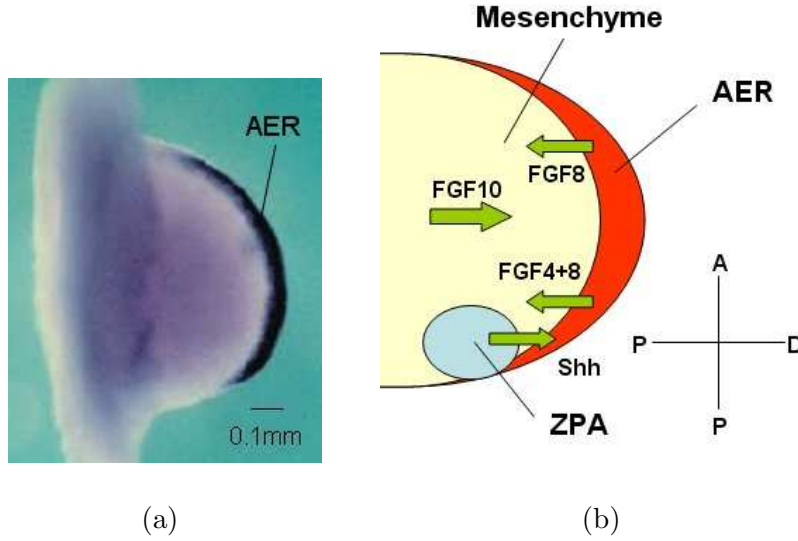 AER
0.1mm
(a)
Mesenchyme
AER
FGF8
FGF10
FGF4+8
Shh
ZPA
A
P
D
P
(b)